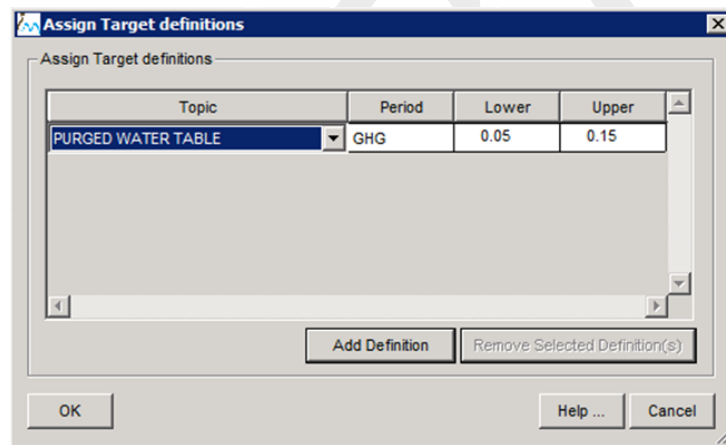 Assign Target definitions
Assign Target definitions
Topic Period Lower Upper
PURGED WATER TABLE GHG 0.05 0.15
Add Definition Remove Selected Definition(s)
OK Help ... Cancel